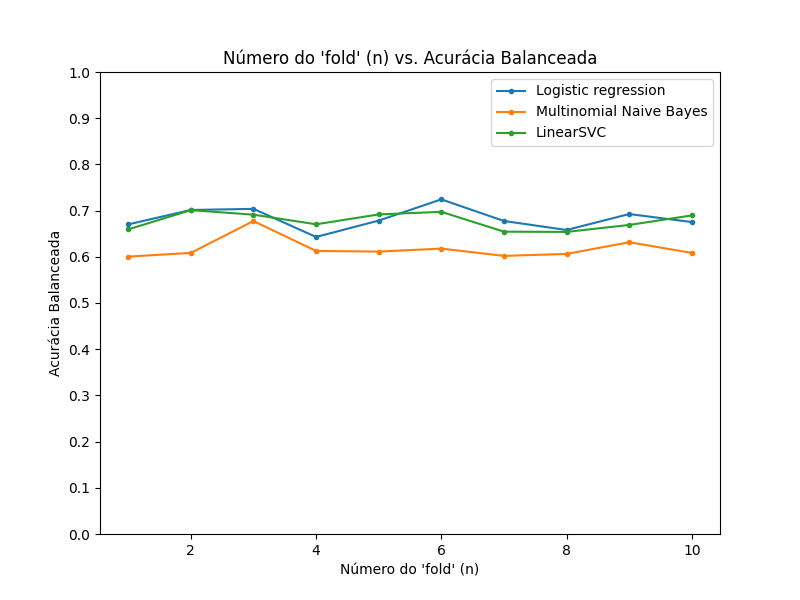 Número do 'fold' (n) vs. Acurácia Balanceada
1.0
0.9
0.8
0.7
0.6
0.5
0.4
0.3
0.2
0.1
0.0
Acurácia Balanceada
Logistic regression
Multinomial Naive Bayes
LinearSVC
2 4 6 8 10
Número do 'fold' (n)